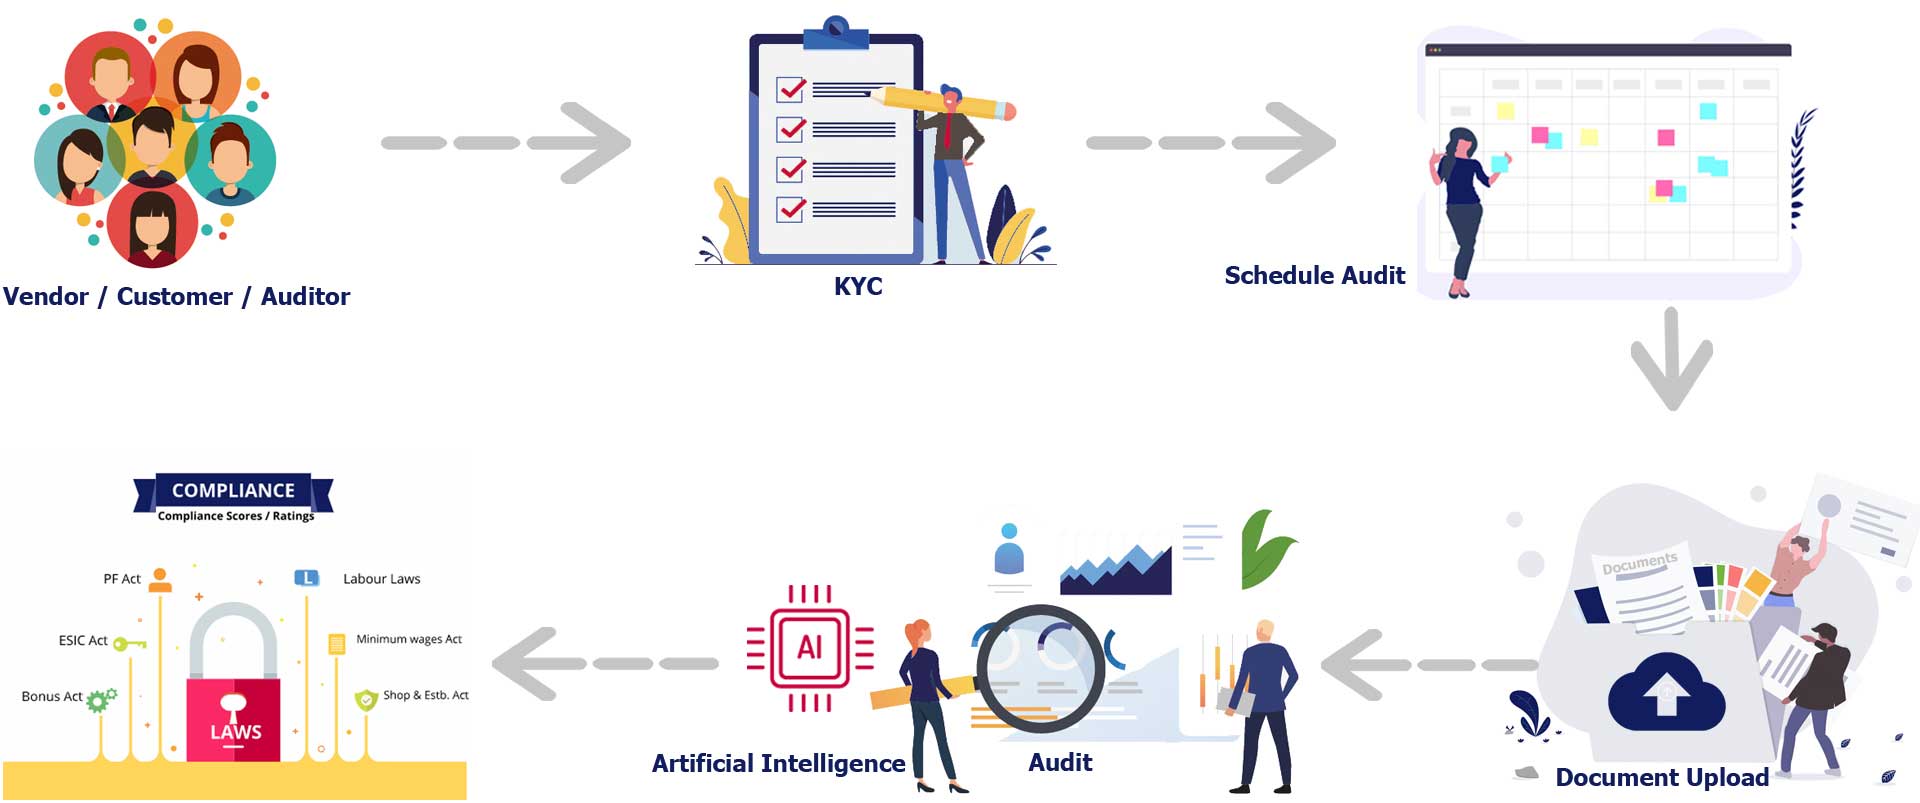 Vendor / Customer / Auditor
KYC
Schedule Audit
COMPLIANCE
Compliance Scores / Ratings
PF Act
L
Labour Laws
ESIC Act
Minimum wages Act
Bonus Act
Shop & Estb. Act
LAWS
AI
Artificial Intelligence
Audit
Documents
Document Upload